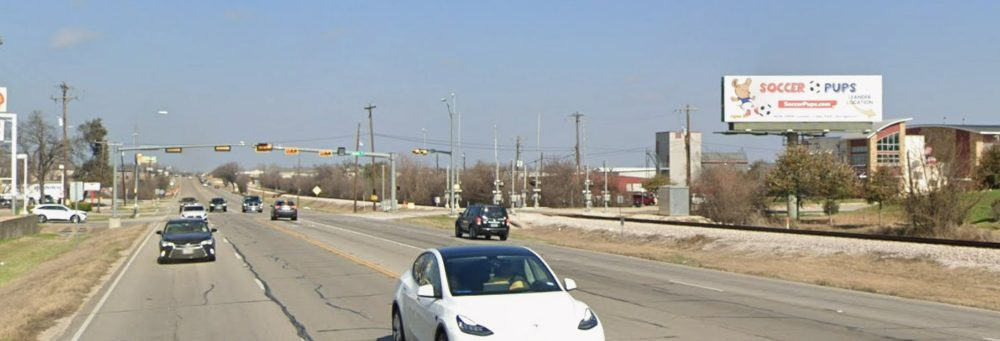 SOCCER PUPS
LEANDER
LOCATION
SoccerPups.com